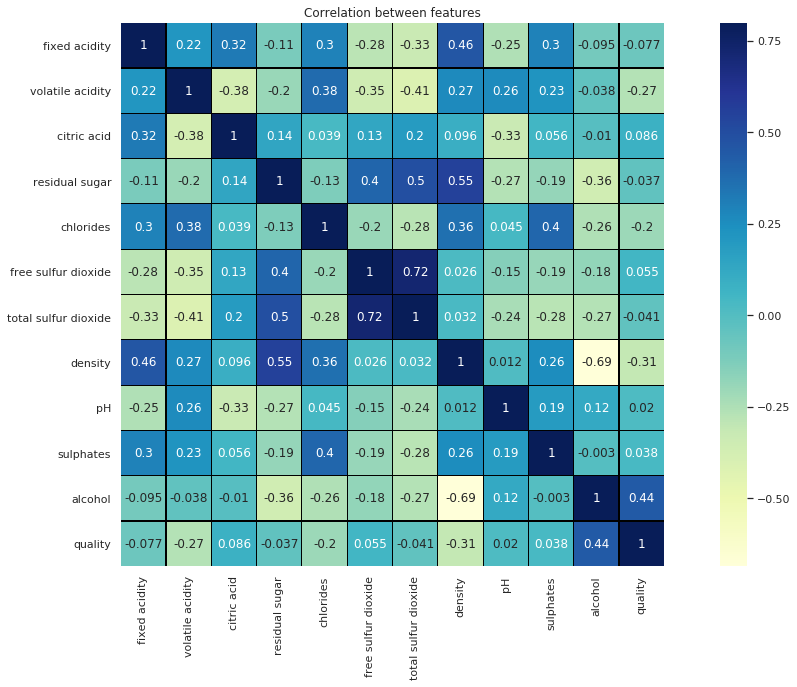 Correlation between features
fixed acidity 1 0.22 0.32 -0.11 0.3 -0.28 -0.33 0.46 -0.25 0.3 -0.095 -0.077
volatile acidity 0.22 1 -0.38 -0.2 0.38 -0.35 -0.41 0.27 0.26 0.23 -0.038 -0.27
citric acid 0.32 -0.38 1 0.14 0.039 0.13 0.2 0.096 -0.33 0.056 -0.01 0.086
residual sugar -0.11 -0.2 0.14 1 -0.13 0.4 0.5 0.55 -0.27 -0.19 -0.36 -0.037
chlorides 0.3 0.38 0.039 -0.13 1 -0.2 -0.28 0.36 0.045 0.4 -0.26 -0.2
free sulfur dioxide -0.28 -0.35 0.13 0.4 -0.2 1 0.72 0.026 -0.15 -0.19 -0.18 0.055
total sulfur dioxide -0.33 -0.41 0.2 0.5 -0.28 0.72 1 0.032 -0.24 -0.28 -0.27 -0.041
density 0.46 0.27 0.096 0.55 0.36 0.026 0.032 1 0.012 0.26 -0.69 -0.31
pH -0.25 0.26 -0.33 -0.27 0.045 -0.15 -0.24 0.012 1 0.19 0.12 0.02
sulphates 0.3 0.23 0.056 -0.19 0.4 -0.19 -0.28 0.26 0.19 1 -0.003 0.038
alcohol -0.095 -0.038 -0.01 -0.36 -0.26 -0.18 -0.27 -0.69 0.12 -0.003 1 0.44
quality -0.077 -0.27 0.086 -0.037 -0.2 0.055 -0.041 -0.31 0.02 0.038 0.44 1
fixed acidity
volatile acidity
citric acid
residual sugar
chlorides
free sulfur dioxide
total sulfur dioxide
density
pH
sulphates
alcohol
quality
0.75
0.50
0.25
0.00
−0.25
−0.50